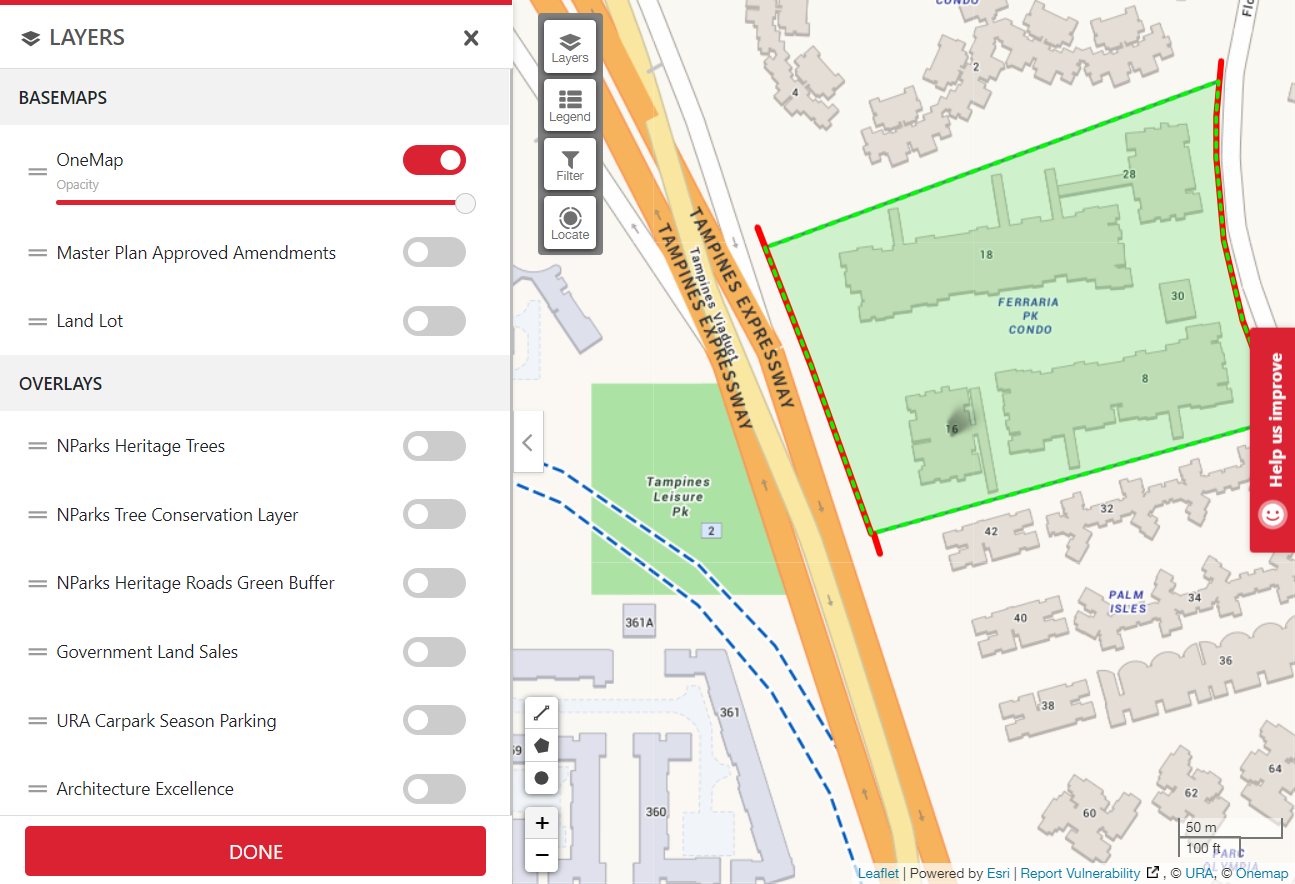 LAYERS
BASEMAPS
OneMap
Opacity
Master Plan Approved Amendments
Land Lot
OVERLAYS
NParks Heritage Trees
NParks Tree Conservation Layer
NParks Heritage Roads Green Buffer
Government Land Sales
URA Carpark Season Parking
Architecture Excellence
DONE
Layers
Legend
Filter
Locate
CONDO
Flo
2
4
28
18
FERRARIA
PK
CONDO
30
8
16
TAMPINES EXPRESSWAY
Tampines Viaduct
TAMPINES EXPRESSWAY
Tampines
Leisure
Pk
2
Help us improve
32
42
PALM
ISLES
34
40
36
38
361A
361
69
360
64
62
60
+
−
50 m
100 ft
PARC
OLYMPIA
Leaflet | Powered by Esri | Report Vulnerability , © URA, © Onemap